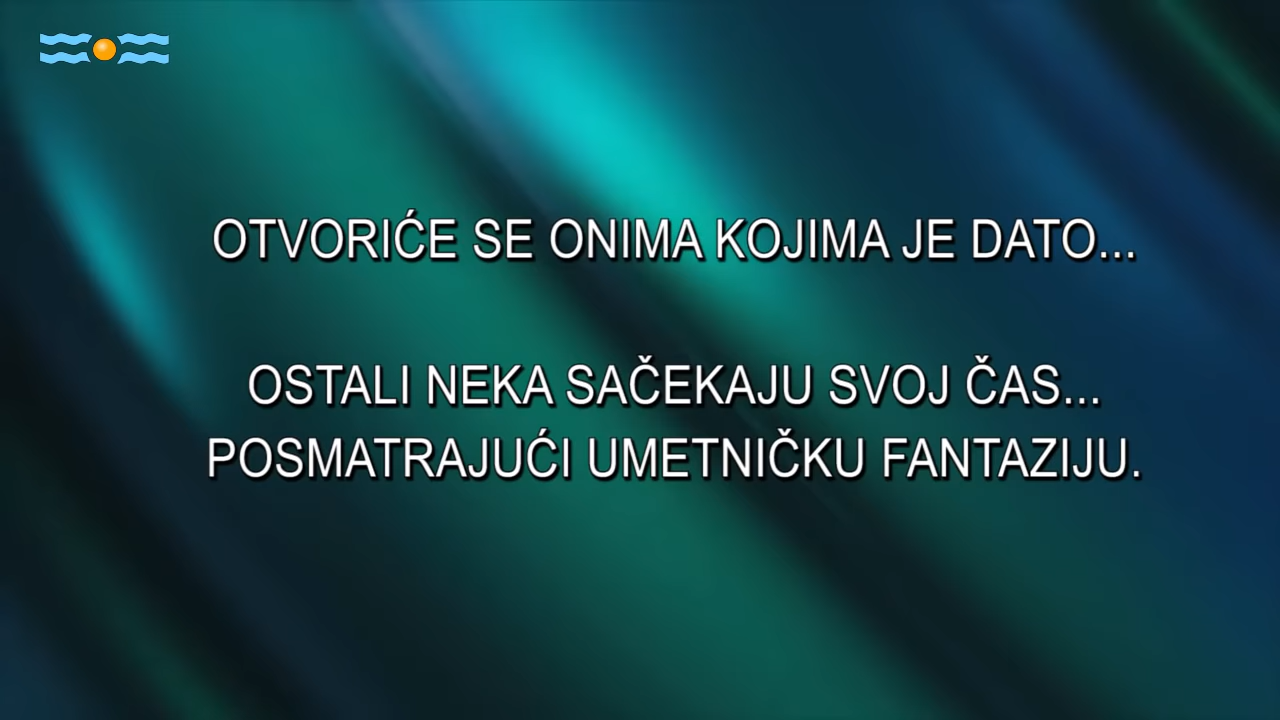 OTVORIĆE SE ONIMA KOJIMA JE DATO...
OSTALI NEKA SAČEKAJU SVOJ ČAS...
POSMATRAJUĆI UMETNIČKU FANTAZIJU.